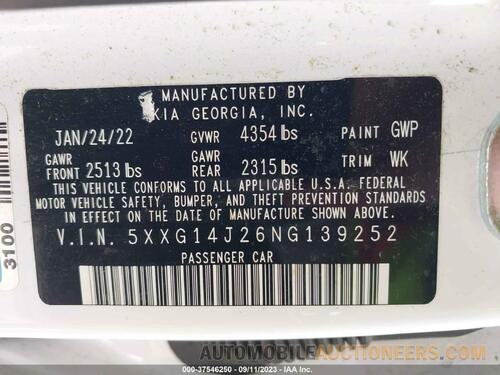 MANUFACTURED BY
KIA GEORGIA, INC.
JAN/24/22 GVWR 4354 lbs PAINT GWP
GAWR GAWR
FRONT 2513 lbs REAR 2315 lbs TRIM WK
THIS VEHICLE CONFORMS TO ALL APPLICABLE U.S.A. FEDERAL
MOTOR VEHICLE SAFETY, BUMPER, AND THEFT PREVENTION
STANDARDS IN EFFECT ON THE DATE OF MANUFACTURE SHOWN ABOVE
V.I.N. 5XXG14J26NG139252
PASSENGER CAR
3100
AUTOMOBILEAUCTIONEERS.COM
000-37546250 - 09/11/2023 - IAA Inc.